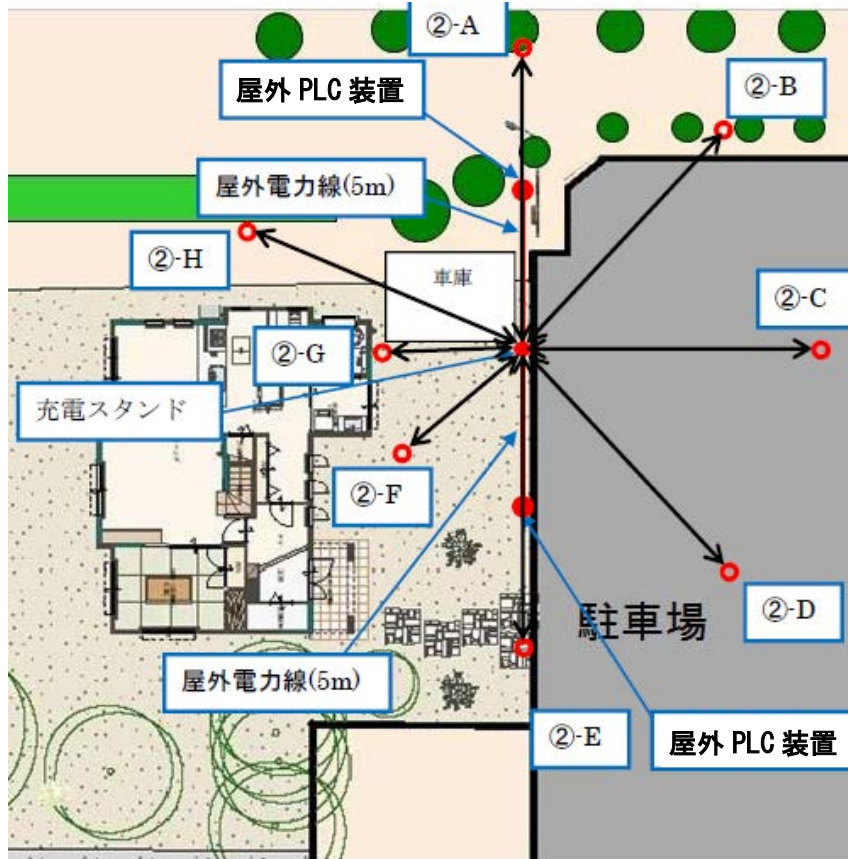 ②-A
屋外 PLC 装置
②-B
屋外電力線(5m)
②-H
車庫
②-C
②-G
充電スタンド
②-F
②-D
駐車場
屋外電力線(5m)
②-E
屋外 PLC 装置